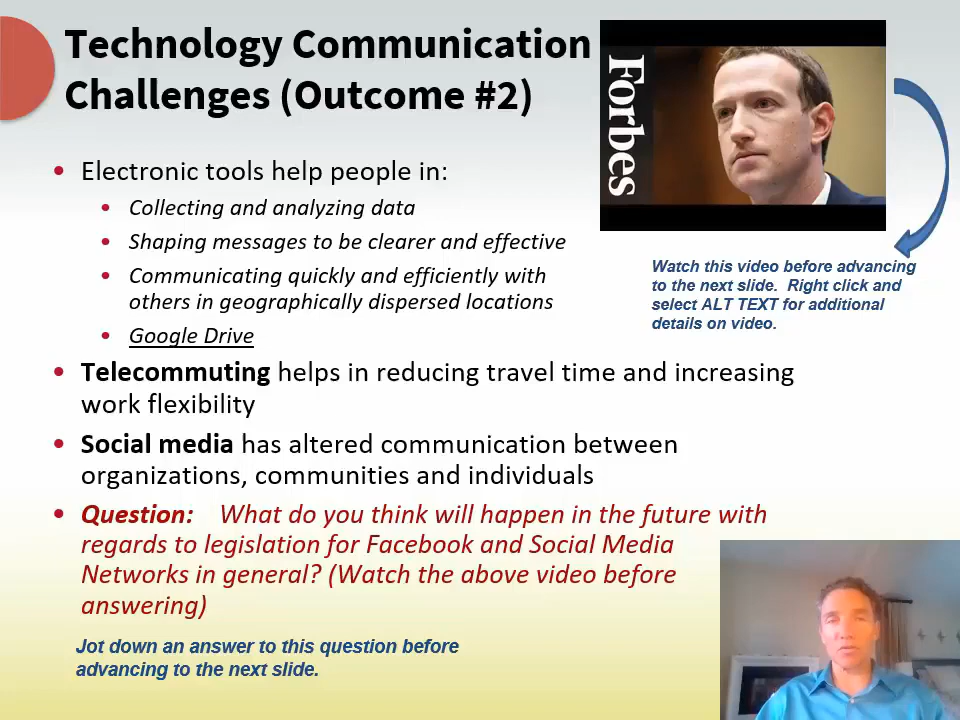 Technology Communication
Challenges (Outcome #2)
Forbes
Electronic tools help people in:
Collecting and analyzing data
Shaping messages to be clearer and effective
Communicating quickly and efficiently with
others in geographically dispersed locations
Google Drive
Watch this video before advancing
to the next slide.  Right click and
select ALT TEXT for additional
details on video.
Telecommuting helps in reducing travel time and increasing
work flexibility
Social media has altered communication between
organizations, communities and individuals
Question:    What do you think will happen in the future with
regards to legislation for Facebook and Social Media
Networks in general? (Watch the above video before
answering)
Jot down an answer to this question before
advancing to the next slide.